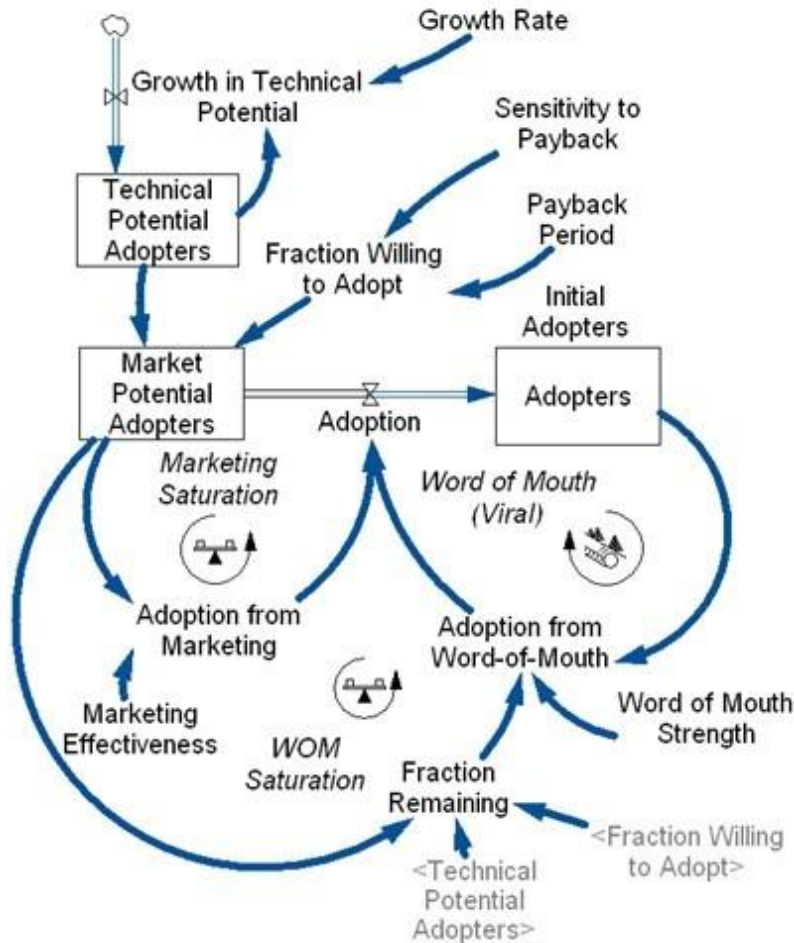 Growth Rate
Growth in Technical
Potential
Sensitivity to
Payback
Technical
Potential
Adopters
Payback
Period
Fraction Willing
to Adopt
Initial
Adopters
Market
Potential
Adopters
Adopters
Adoption
Marketing
Saturation
Word of Mouth
(Viral)
Adoption from
Marketing
Adoption from
Word-of-Mouth
Marketing
Effectiveness
Word of Mouth
Strength
WOM
Saturation
Fraction
Remaining
<Fraction Willing
to Adopt>
<Technical
Potential
Adopters>